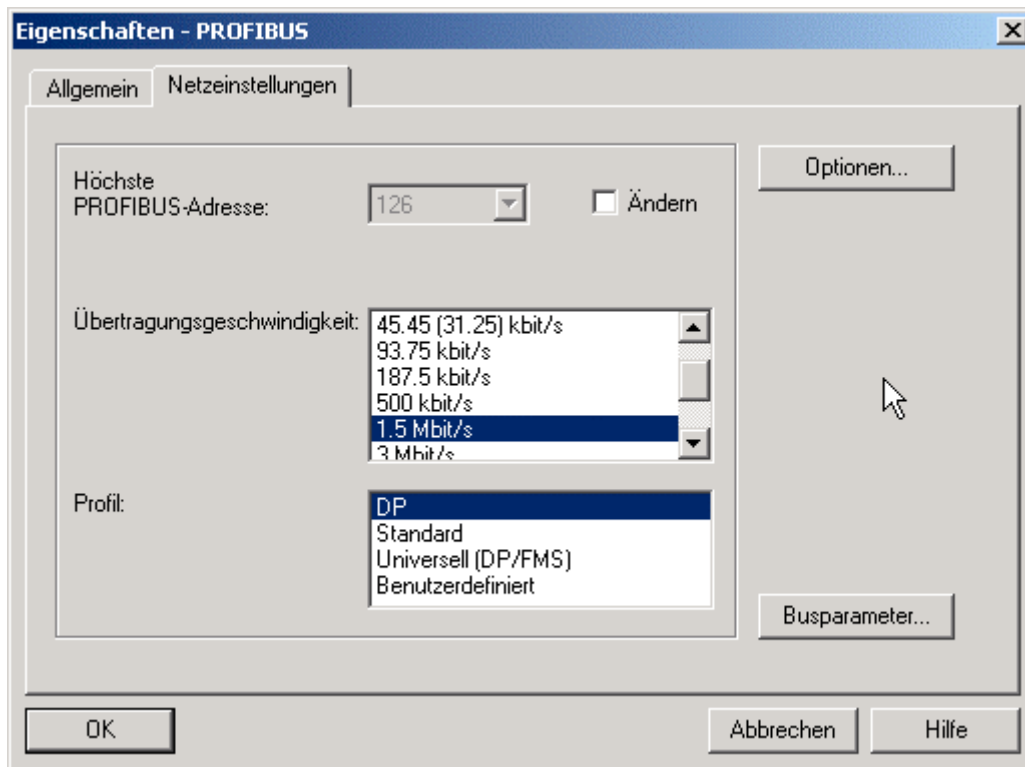 Eigenschaften - PROFIBUS
Allgemein
Netzeinstellungen
Höchste
PROFIBUS-Adresse:
126
Ändern
Optionen...
Übertragungsgeschwindigkeit:
45.45 (31.25) kbit/s
93.75 kbit/s
187.5 kbit/s
500 kbit/s
1.5 Mbit/s
3 Mbit/s
Profil:
DP
Standard
Universell (DP/FMS)
Benutzerdefiniert
Busparameter...
OK
Abbrechen
Hilfe